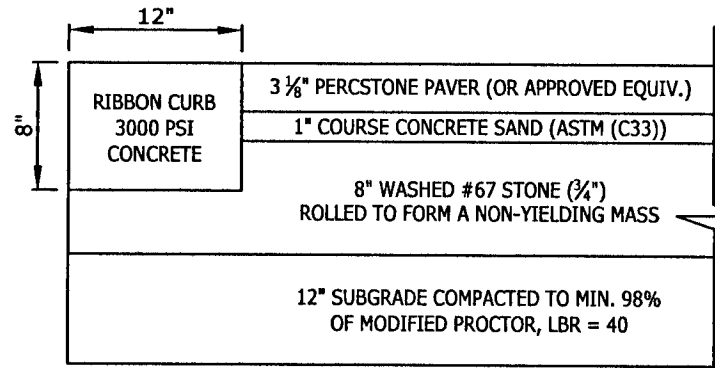 12"
8"
RIBBON CURB
3000 PSI
CONCRETE
3 ⅛" PERCSTONE PAVER (OR APPROVED EQUIV.)
1" COURSE CONCRETE SAND (ASTM (C33))
8" WASHED #67 STONE (¾")
ROLLED TO FORM A NON-YIELDING MASS
12" SUBGRADE COMPACTED TO MIN. 98%
OF MODIFIED PROCTOR, LBR = 40